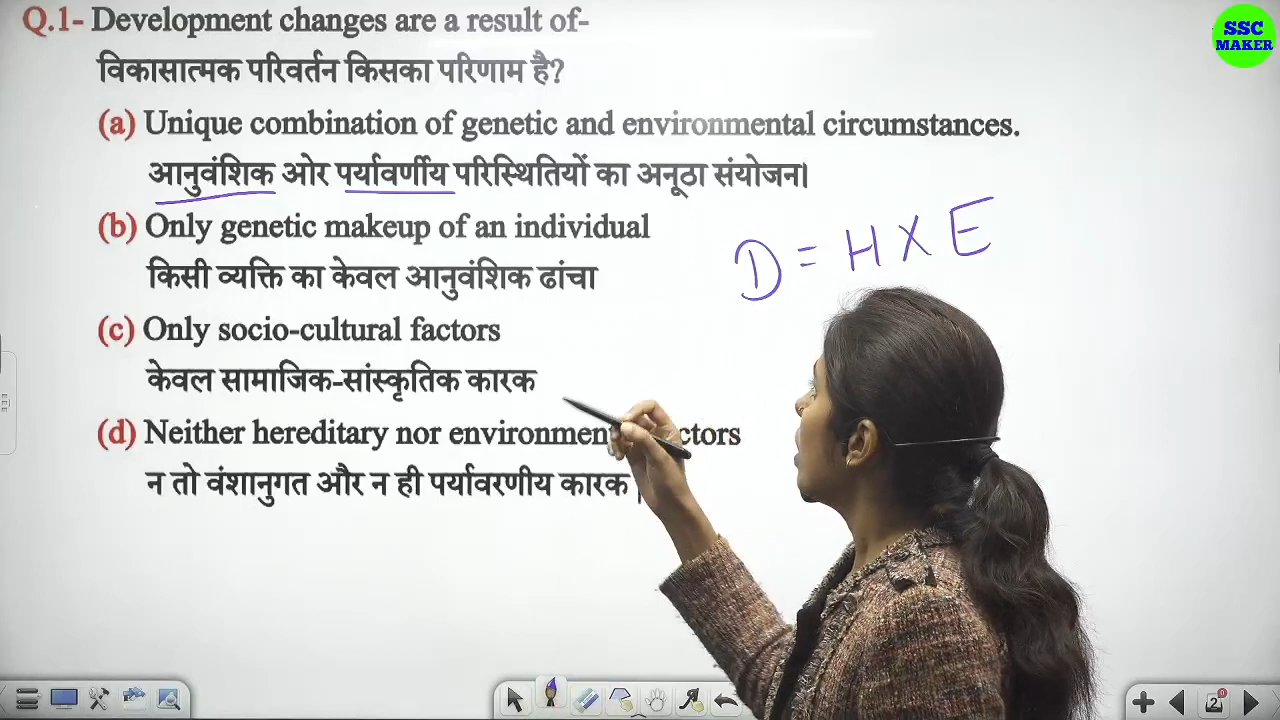 SSC
MAKER
Q.1- Development changes are a result of-
विकासात्मक परिवर्तन किसका परिणाम है?
(a) Unique combination of genetic and environmental circumstances.
आनुवंशिक ओर पर्यावर्णीय परिस्थितियों का अनूठा संयोजन।
(b) Only genetic makeup of an individual
किसी व्यक्ति का केवल आनुवंशिक ढांचा
D = H X E
(c) Only socio-cultural factors
केवल सामाजिक-सांस्कृतिक कारक
(d) Neither hereditary nor
न तो वंशानुगत और न ही पर्यावरणीय कारक
2